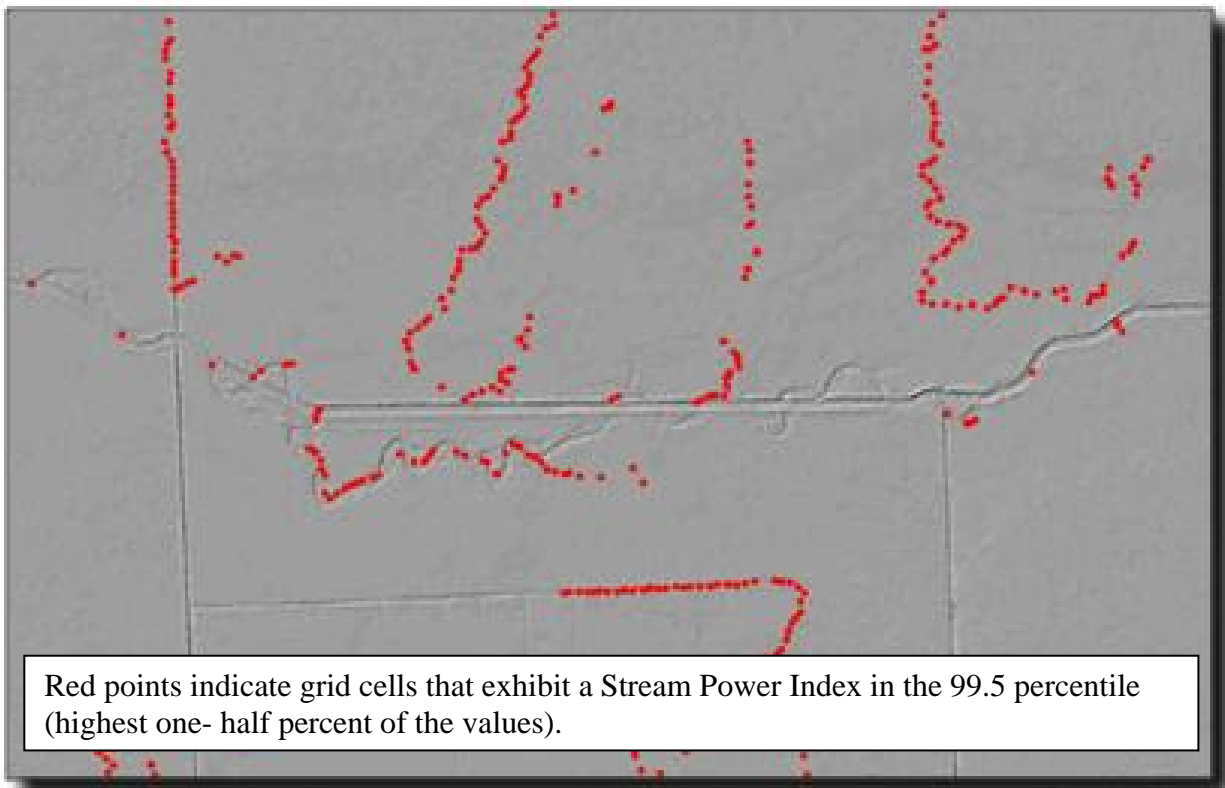 Red points indicate grid cells that exhibit a Stream Power Index in the 99.5 percentile
(highest one- half percent of the values).